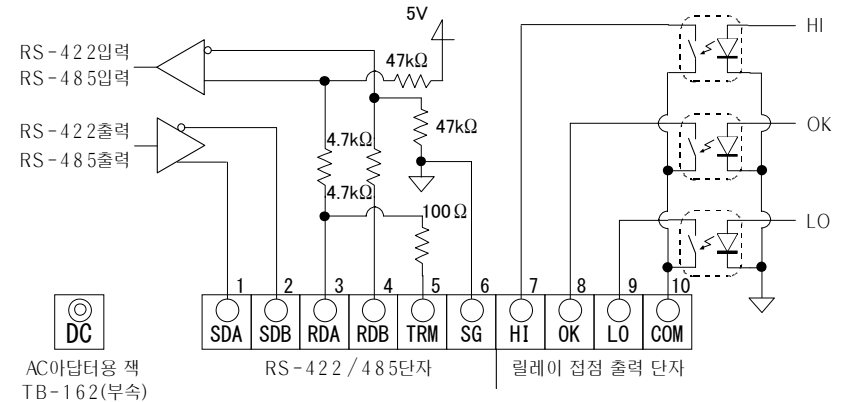 5V
HI
RS-422입력
47kΩ
RS-485입력
RS-422출력
47kΩ
OK
4.7kΩ
RS-485출력
4.7kΩ
100Ω
LO
1 2 3 4 5 6 7 8 9 10
DC SDA SDB RDA RDB TRM SG HI OK LO COM
AC아답터용 잭
TB-162(부속)
RS-422/485단자
릴레이 접점 출력 단자